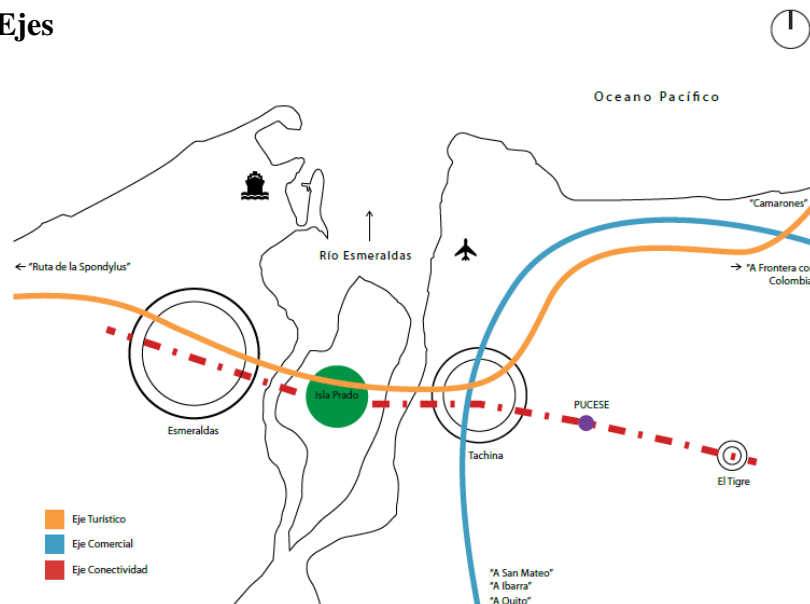 Ejes
Oceano Pacífico
"Camarones"
Río Esmeraldas
← "Ruta de la Spondylus"
→ "A Frontera co
Colombia
Isla Prado
PUCESE
Esmeraldas
Tachina
El Tigre
Eje Turístico
Eje Comercial
Eje Conectividad
"A San Mateo"
"A Ibarra"
"A Quito"